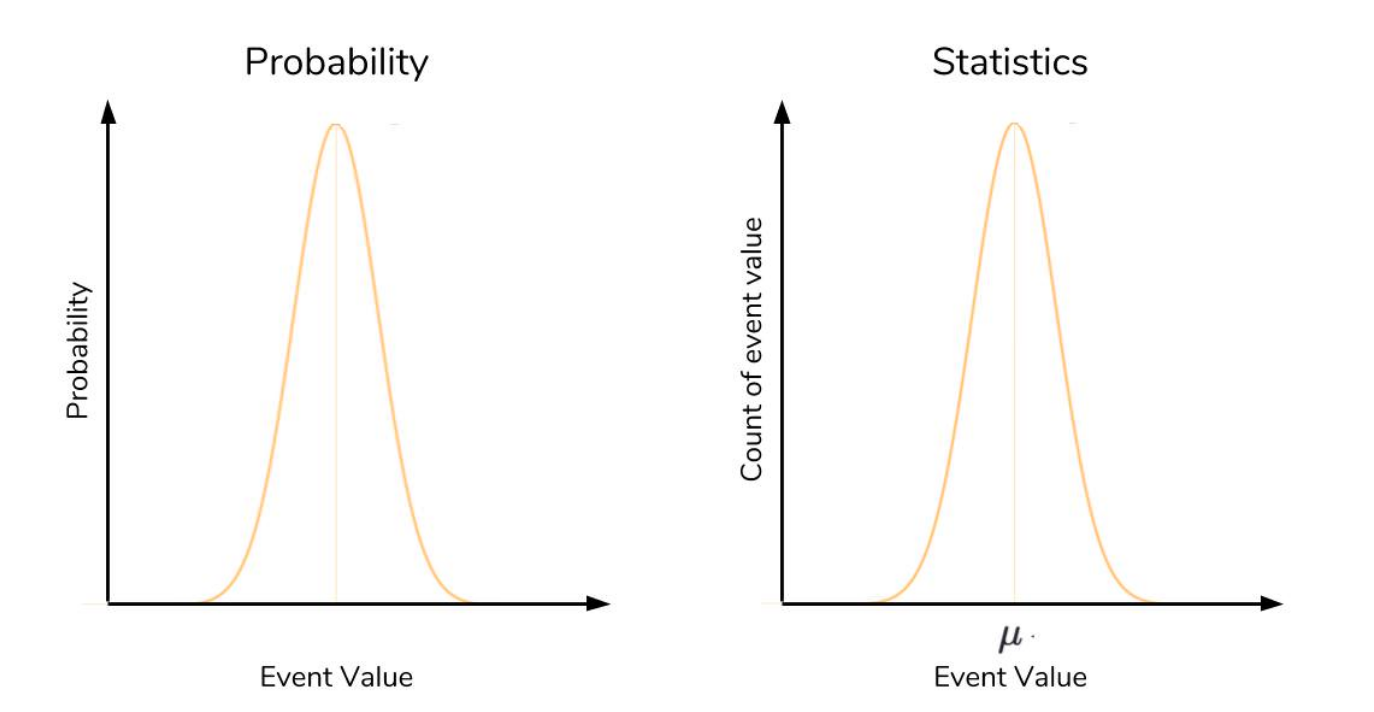 Probability
Probability
Event Value
Statistics
Count of event value
μ
Event Value